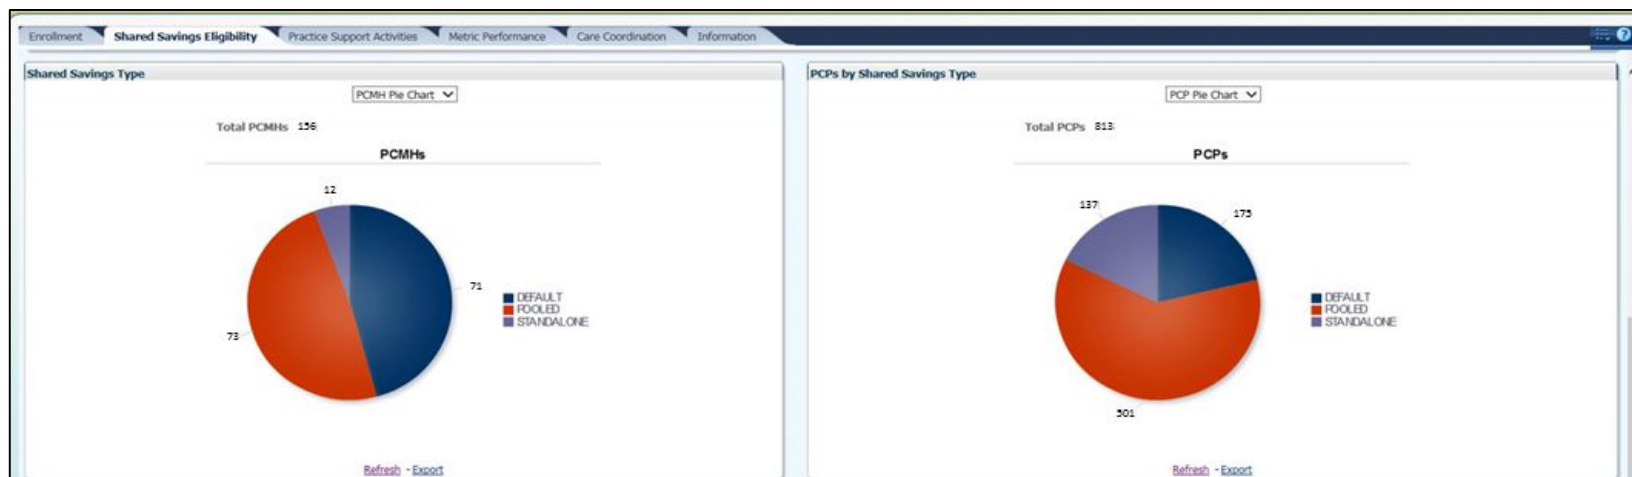 Enrollment Shared Savings Eligibility Practice Support Activities Metric Performance Care Coordination Information
Shared Savings Type
PCMH Pie Chart
Total PCMHs 156
PCMHs
12
71
73
DEFAULT
POOLED
STANDALONE
Refresh - Export
PCPs by Shared Savings Type
PCP Pie Chart
Total PCPs 813
PCPs
137
175
501
DEFAULT
POOLED
STANDALONE
Refresh - Export